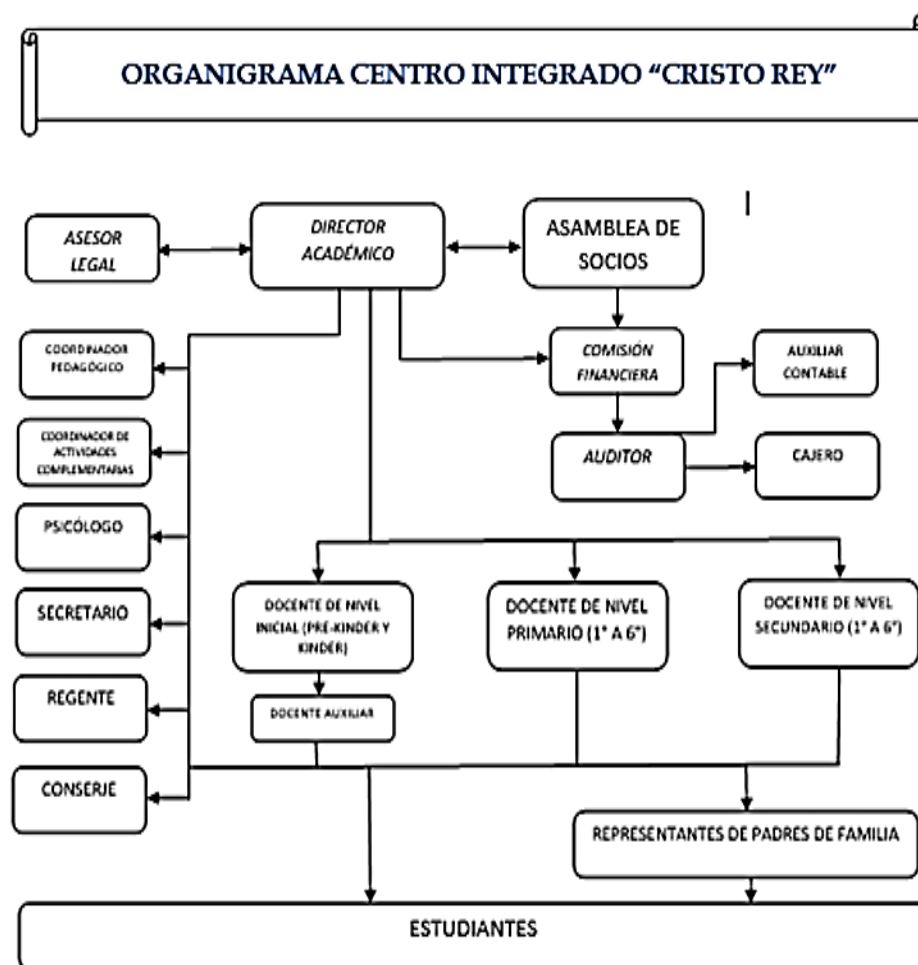 ORGANIGRAMA CENTRO INTEGRADO “CRISTO REY”
ASESOR
LEGAL
DIRECTOR
ACADÉMICO
ASAMBLEA DE
SOCIOS
COORDINADOR
PEDAGÓGICO
COMISIÓN
FINANCIERA
AUXILIAR
CONTABLE
COORDINADOR DE
ACTIVIDADES
COMPLEMENTARIAS
AUDITOR
CAJERO
PSICÓLOGO
SECRETARIO
DOCENTE DE NIVEL
INICIAL (PRE-KINDER Y
KINDER)
DOCENTE DE NIVEL
PRIMARIO (1° A 6°)
DOCENTE DE NIVEL
SECUNDARIO (1° A 6°)
REGENTE
DOCENTE AUXILIAR
CONSERJE
REPRESENTANTES DE PADRES DE FAMILIA
ESTUDIANTES